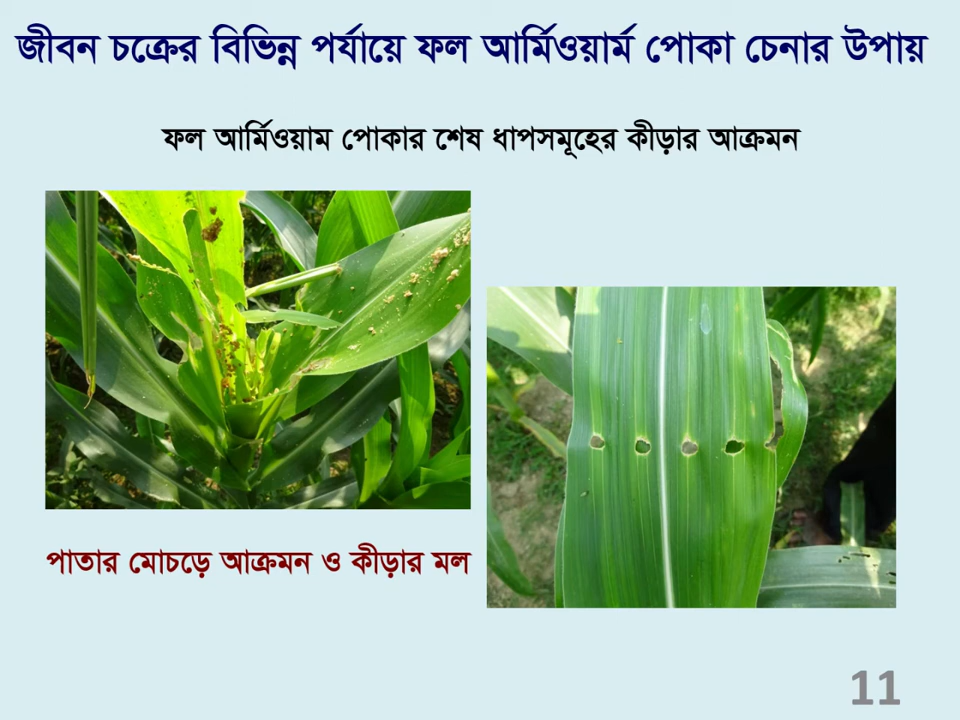 জীবন চক্রের বিভিন্ন পর্যায়ে ফল আর্মিওয়ার্ম পোকা চেনার উপায়
ফল আর্মিওয়াম পোকার শেষ ধাপসমূহের কীড়ার আক্রমন
পাতার মোচড়ে আক্রমন ও কীড়ার মল
11